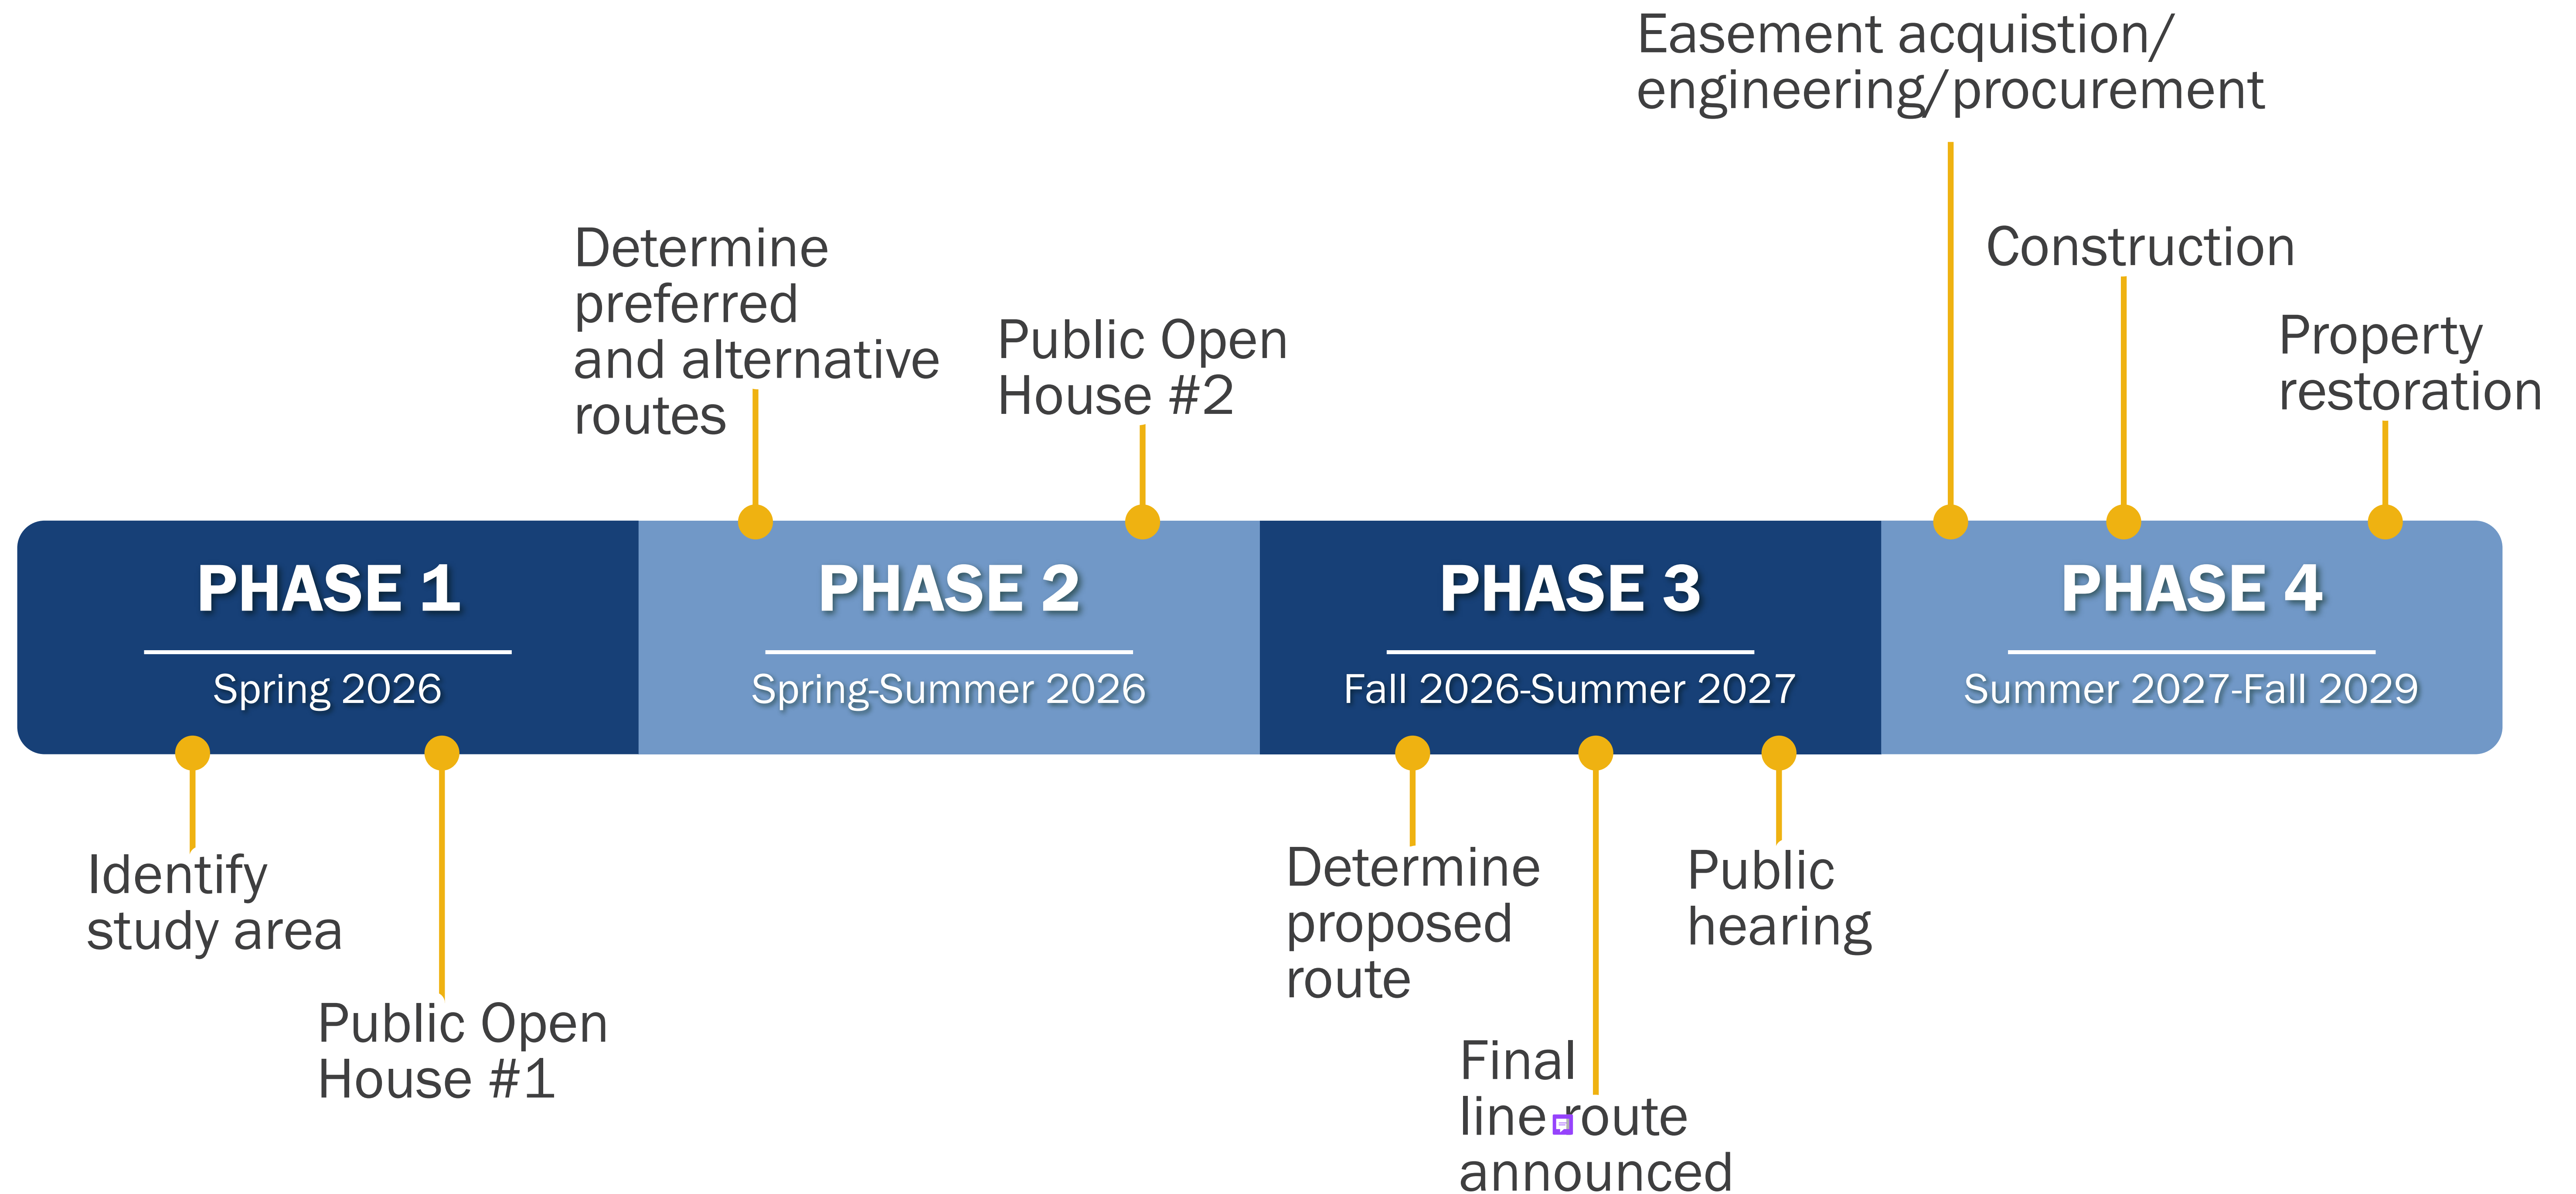 Easement acquistion/
engineering/procurement
Determine
preferred
and alternative
routes
Public Open
House #2
Construction
Property
restoration
PHASE 1
Spring 2026
PHASE 2
Spring-Summer 2026
PHASE 3
Fall 2026-Summer 2027
PHASE 4
Summer 2027-Fall 2029
Identify
study area
Public Open
House #1
Determine
proposed
route
Final
line route
announced
Public
hearing